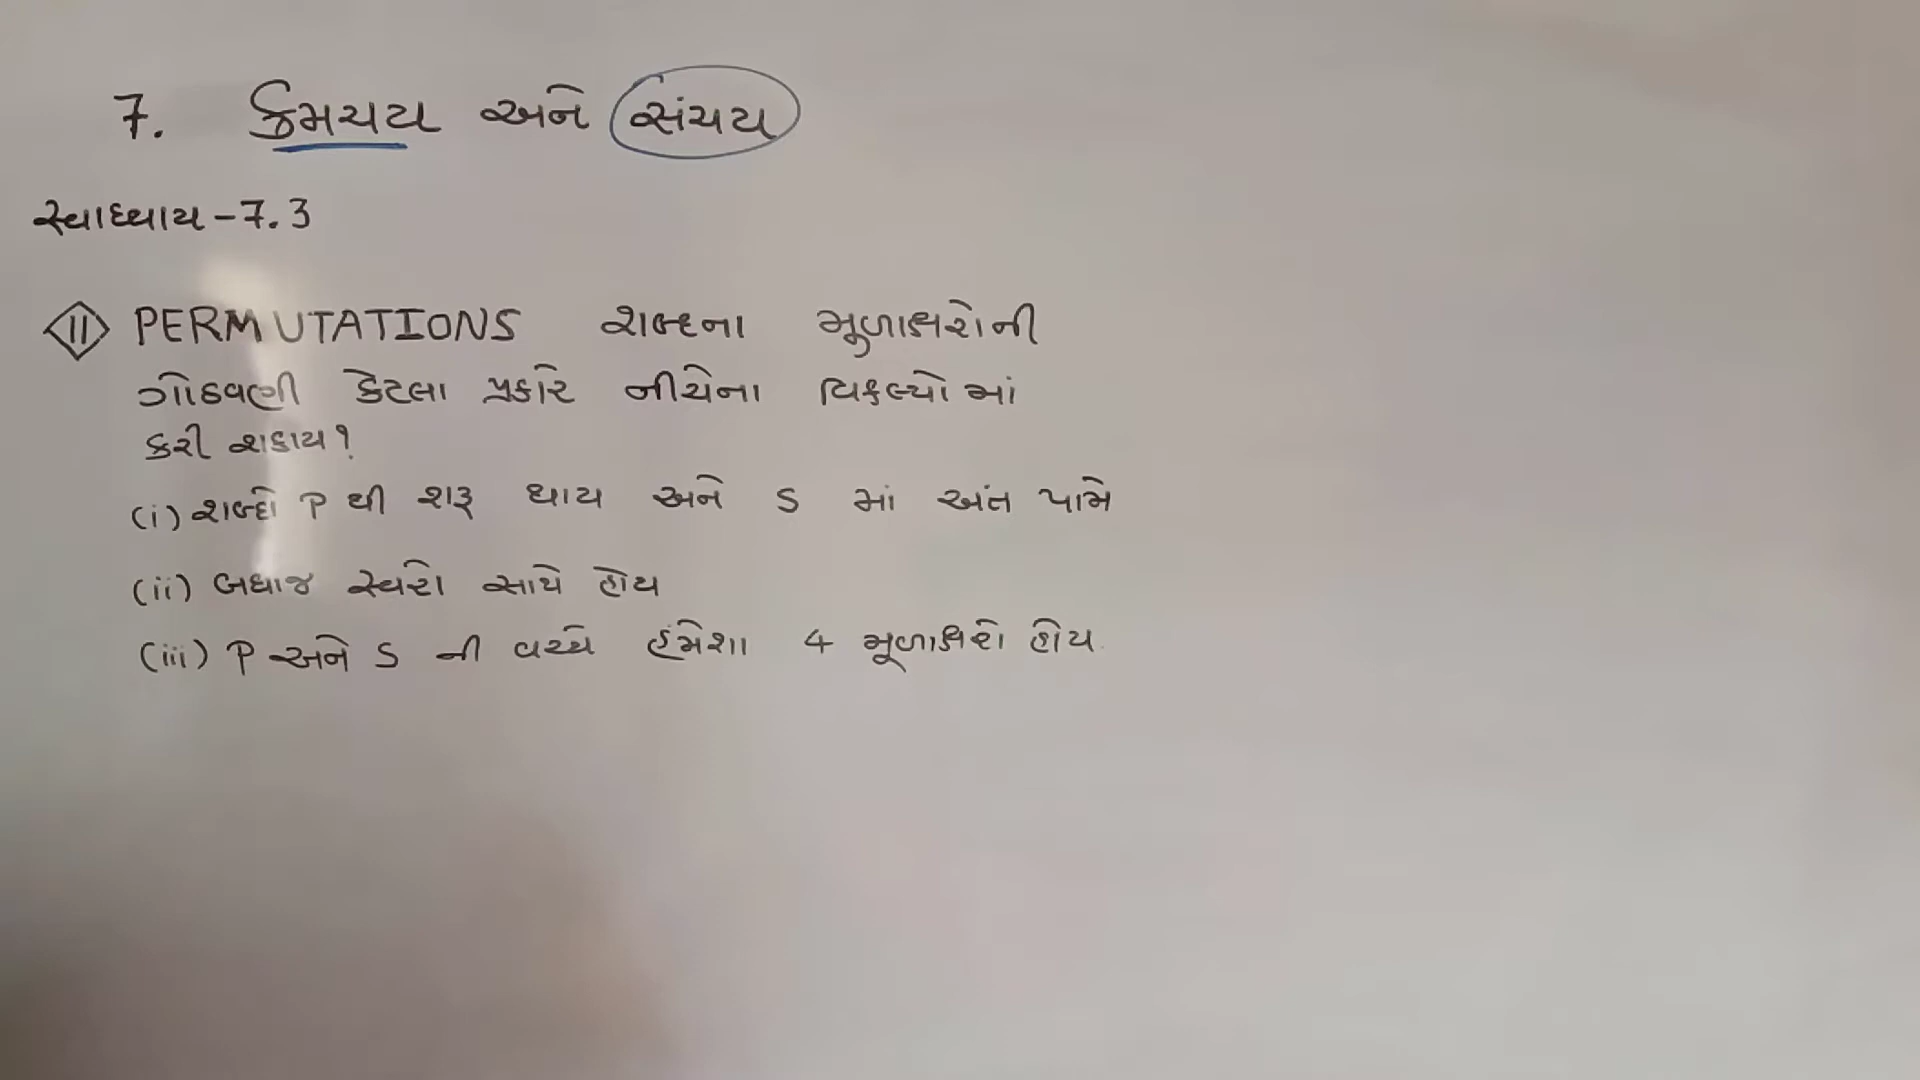 7. ક્રમચય અને સંચય
સ્વાધ્યાય - 7.3
11 PERMUTATIONS શબ્દના મૂળાક્ષરોની
ગોઠવણી કેટલા પ્રકારે નીચેના વિકલ્પોમાં
કરી શકાય?
(i) શબ્દો P થી શરૂ થાય અને S માં અંત પામે
(ii) બધાજ સ્વરો સાથે હોય
(iii) P અને S ની વચ્ચે હંમેશા 4 મૂળાક્ષરો હોય.